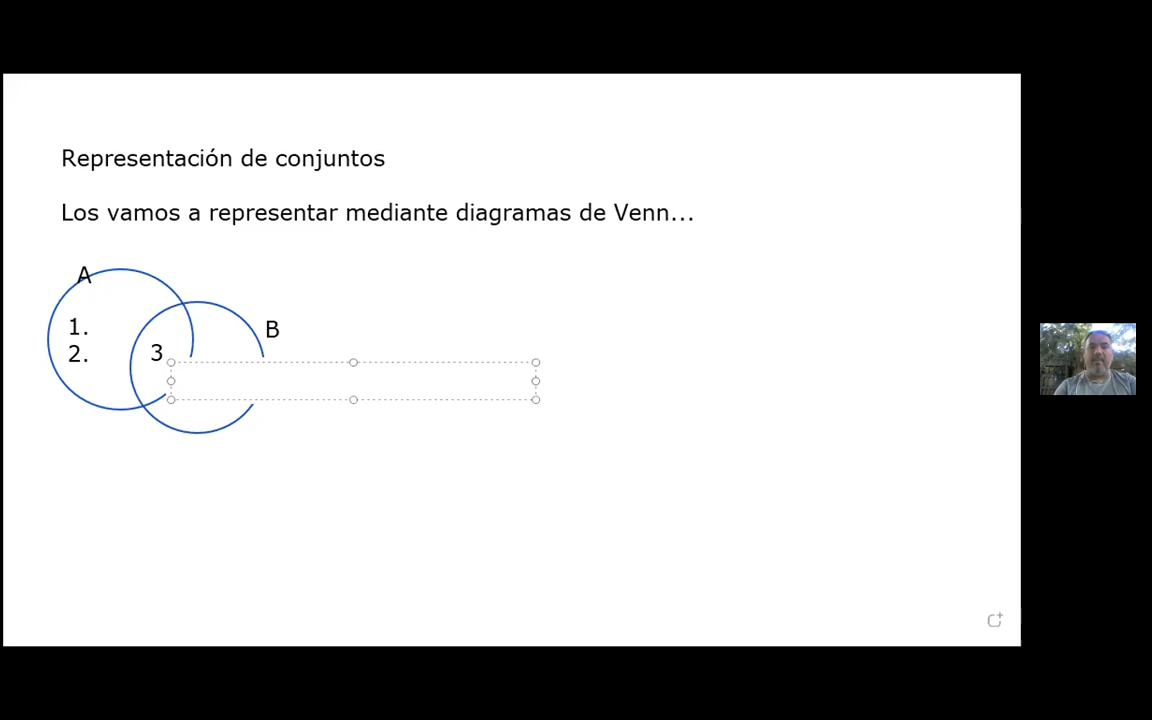 Representación de conjuntos
Los vamos a representar mediante diagramas de Venn...
A
B
1.
2.
3